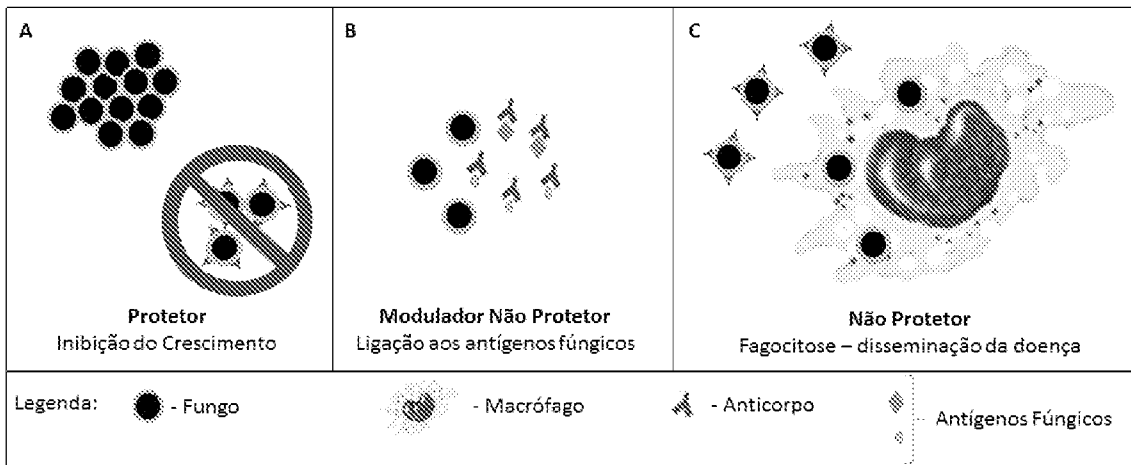 A
B
C
Protetor
Inibição do Crescimento
Modulador Não Protetor
Ligação aos antígenos fúngicos
Não Protetor
Fagocitose – disseminação da doença
Legenda:
- Fungo
- Macrófago
- Anticorpo
Antígenos Fúngicos